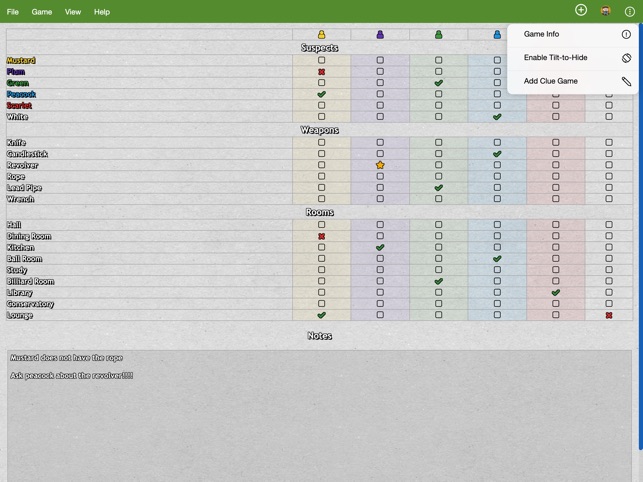 File Game View Help
Game Info
Enable Tilt-to-Hide
Add Clue Game
Suspects
Mustard
Plum
Green
Peacock
Scarlet
White
Weapons
Knife
Candlestick
Revolver
Rope
Lead Pipe
Wrench
Rooms
Hall
Dining Room
Kitchen
Ball Room
Study
Billiard Room
Library
Conservatory
Lounge
Notes
Mustard does not have the rope
Ask peacock about the revolver!!!!